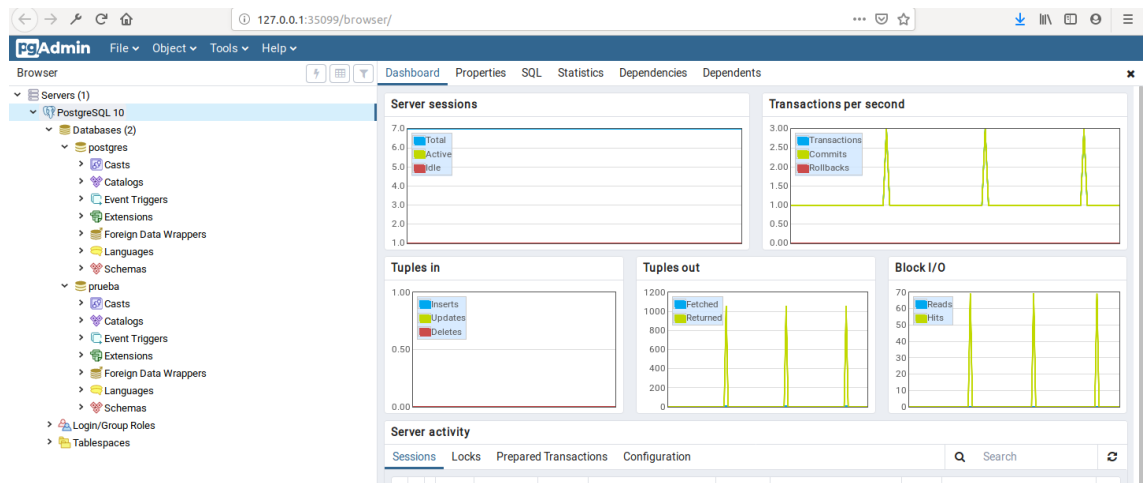 127.0.0.1:35099/browser/
pgAdmin File Object Tools Help
Browser
Dashboard Properties SQL Statistics Dependencies Dependents
Servers (1)
PostgreSQL 10
Databases (2)
postgres
Casts
Catalogs
Event Triggers
Extensions
Foreign Data Wrappers
Languages
Schemas
prueba
Casts
Catalogs
Event Triggers
Extensions
Foreign Data Wrappers
Languages
Schemas
Login/Group Roles
Tablespaces
Server sessions
7.0
6.0
5.0
4.0
3.0
2.0
1.0
Total
Active
Idle
Transactions per second
3.00
2.50
2.00
1.50
1.00
0.50
0.00
Transactions
Commits
Rollbacks
Tuples in
1.00
0.50
0.00
Inserts
Updates
Deletes
Tuples out
1200
1000
800
600
400
200
0
Fetched
Returned
Block I/O
70
60
50
40
30
20
10
0
Reads
Hits
Server activity
Sessions Locks Prepared Transactions Configuration Search